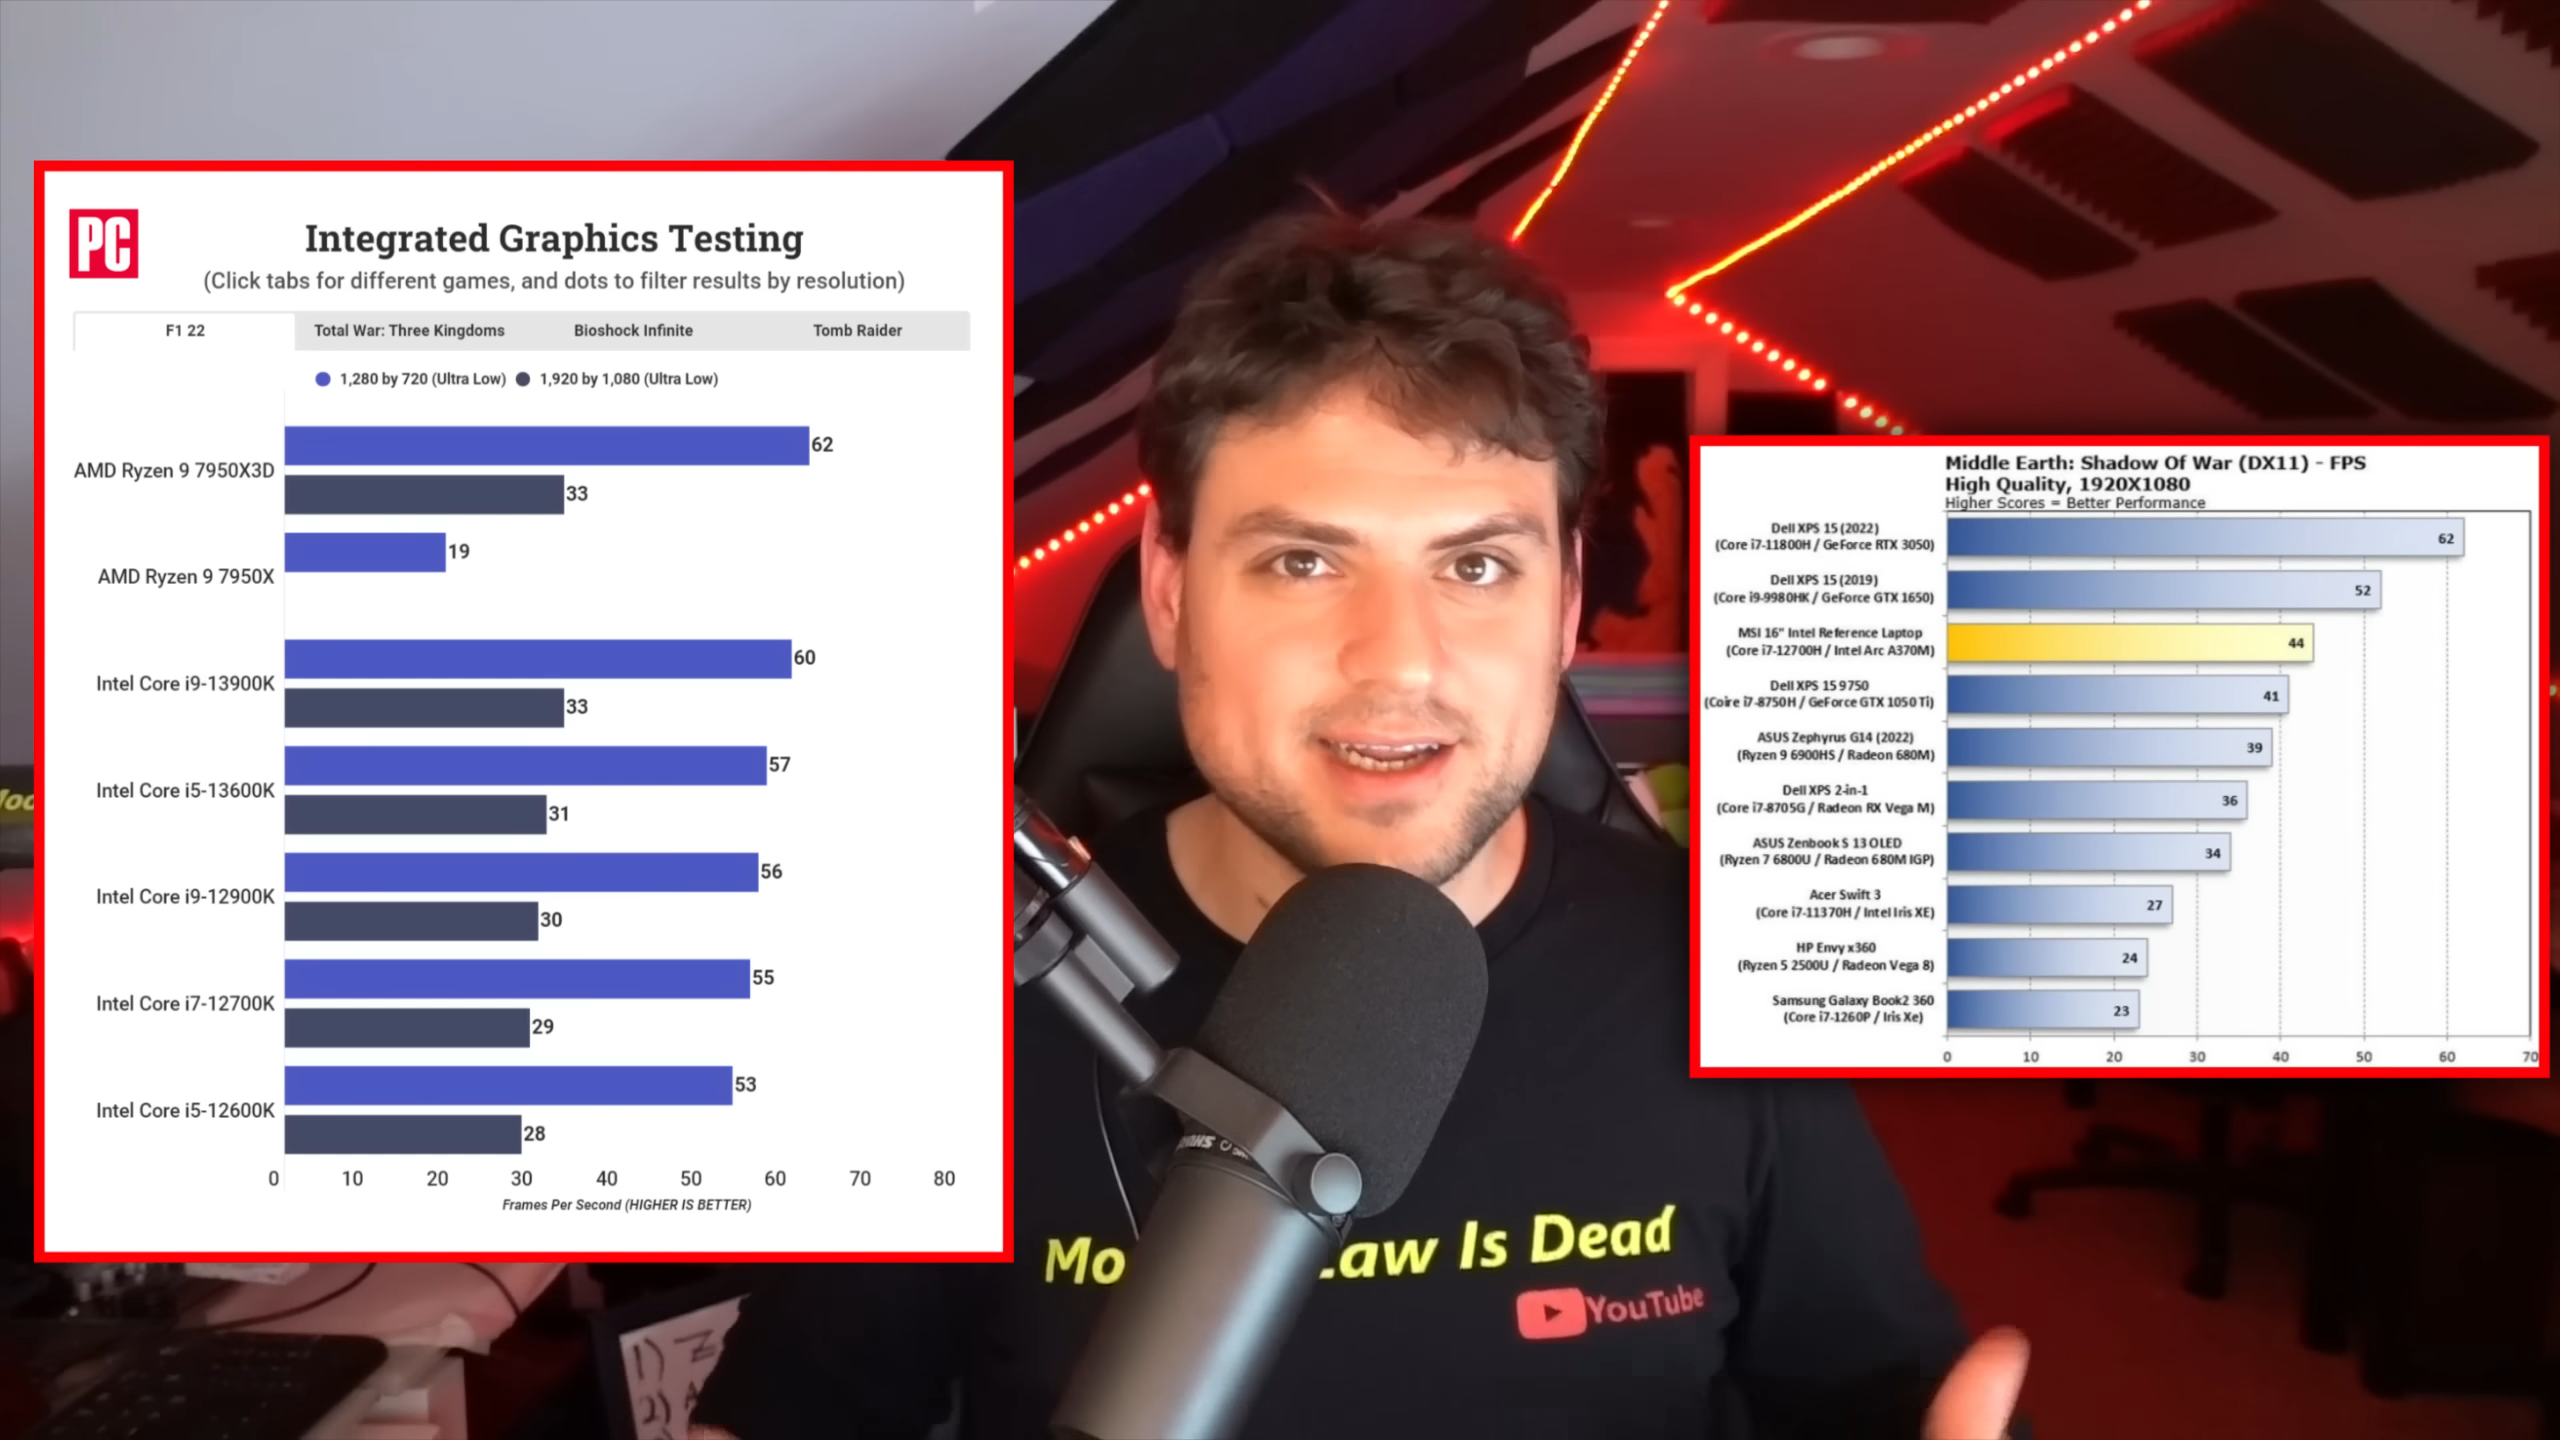 PC
Integrated Graphics Testing
(Click tabs for different games, and dots to filter results by resolution)
F1 22 Total War: Three Kingdoms Bioshock Infinite Tomb Raider
1,280 by 720 (Ultra Low) 1,920 by 1,080 (Ultra Low)
AMD Ryzen 9 7950X3D 62
33
AMD Ryzen 9 7950X 19
Intel Core i9-13900K 60
33
Intel Core i5-13600K 57
31
Intel Core i9-12900K 56
30
Intel Core i7-12700K 55
29
Intel Core i5-12600K 53
28
0 10 20 30 40 50 60 70 80
Frames Per Second (HIGHER IS BETTER)
Middle Earth: Shadow Of War (DX11) - FPS
High Quality, 1920X1080
Higher Scores = Better Performance
Dell XPS 15 (2022)
(Core i7-11800H / GeForce RTX 3050) 62
Dell XPS 15 (2019)
(Core i9-9980HK / GeForce GTX 1650) 52
MSI 16" Intel Reference Laptop
(Core i7-12700H / Intel Arc A370M) 44
Dell XPS 15 9750
(Coire i7-8750H / GeForce GTX 1050 Ti) 41
ASUS Zephyrus G14 (2022)
(Ryzen 9 6900HS / Radeon 680M) 39
Dell XPS 2-in-1
(Core i7-8705G / Radeon RX Vega M) 36
ASUS Zenbook S 13 OLED
(Ryzen 7 6800U / Radeon 680M IGP) 34
Acer Swift 3
(Core i7-11370H / Intel Iris XE) 27
HP Envy x360
(Ryzen 5 2500U / Radeon Vega 8) 24
Samsung Galaxy Book2 360
(Core i7-1260P / Iris Xe) 23
0 10 20 30 40 50 60 70
Mo Law Is Dead
YouTube
1) Z
2) A